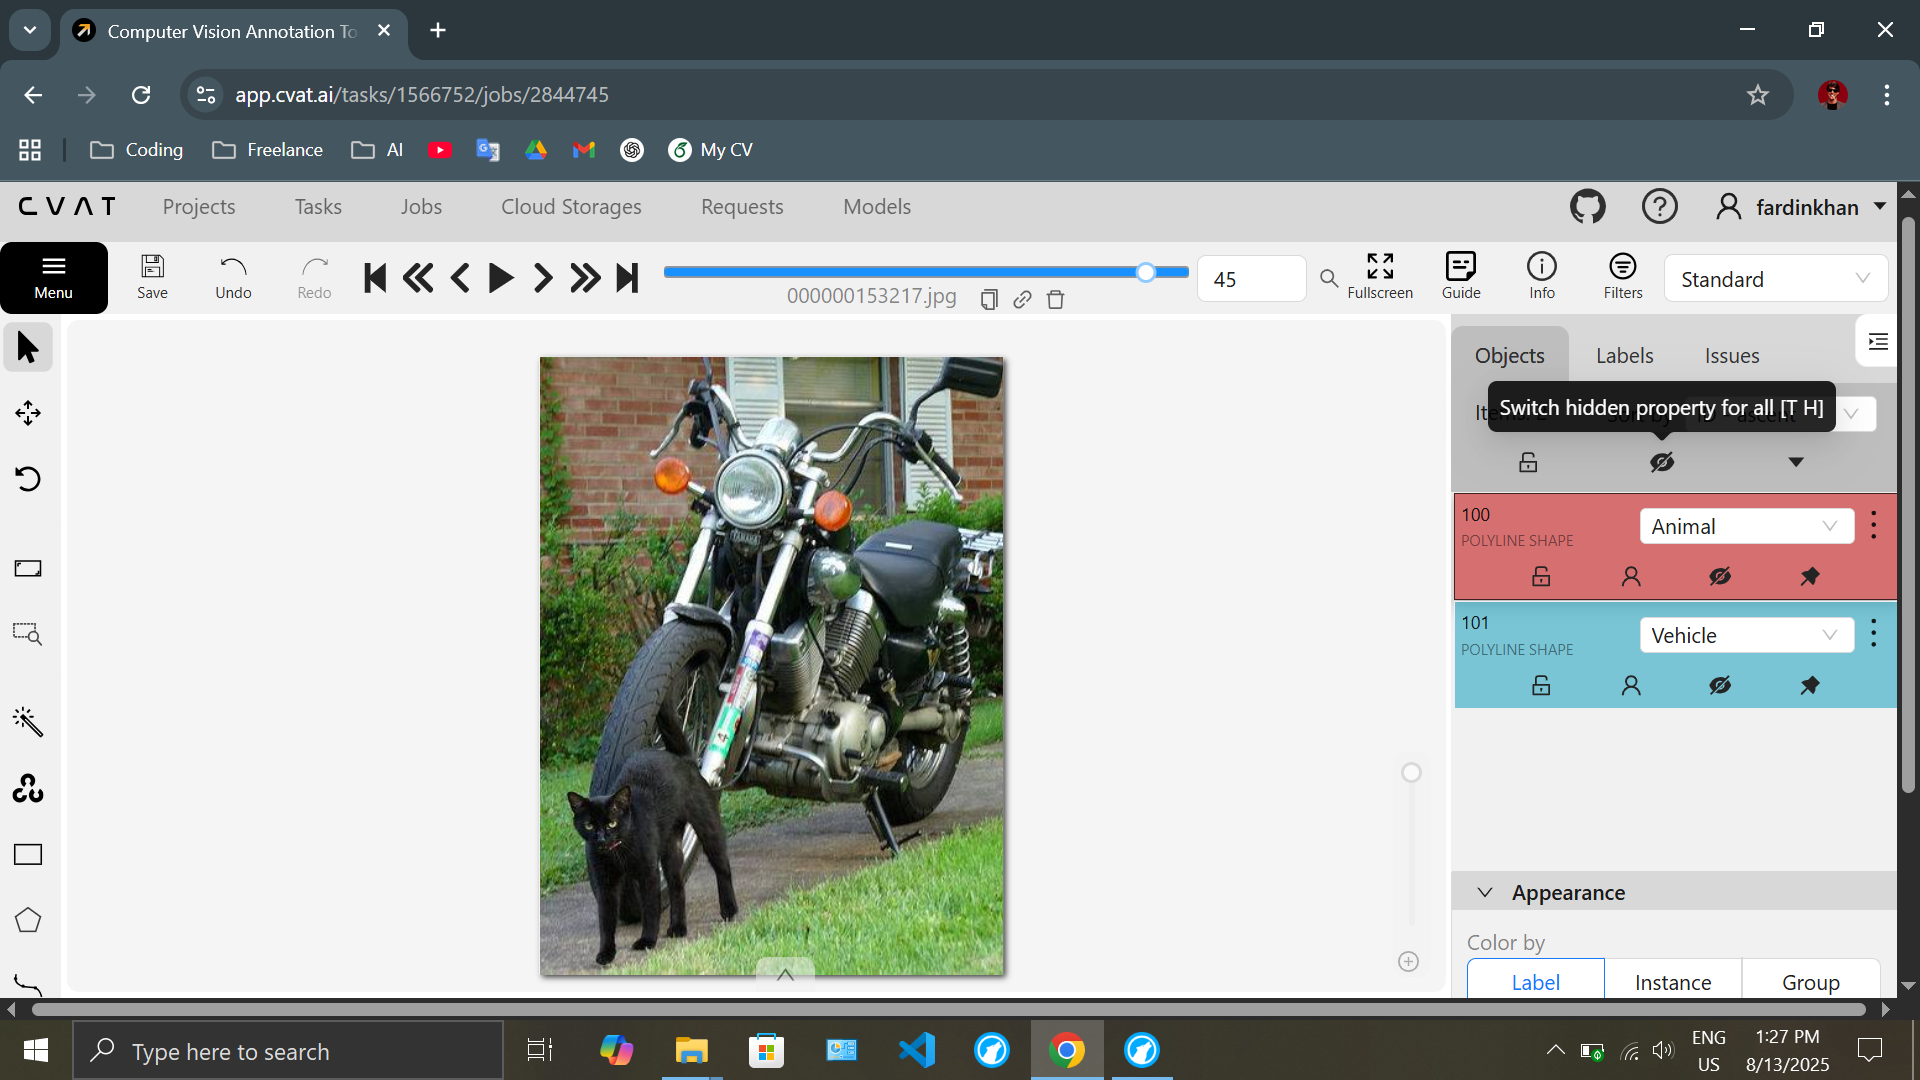 Computer Vision Annotation To
app.cvat.ai/tasks/1566752/jobs/2844745
Coding
Freelance
AI
My CV
CVAT
Projects
Tasks
Jobs
Cloud Storages
Requests
Models
fardinkhan
Menu
Save
Undo
Redo
000000153217.jpg
45
Fullscreen
Guide
Info
Filters
Standard
Objects
Labels
Issues
Switch hidden property for all [T H]
100
POLYLINE SHAPE
Animal
101
POLYLINE SHAPE
Vehicle
Appearance
Color by
Label
Instance
Group
YAMAHA
Type here to search
ENG
US
1:27 PM
8/13/2025